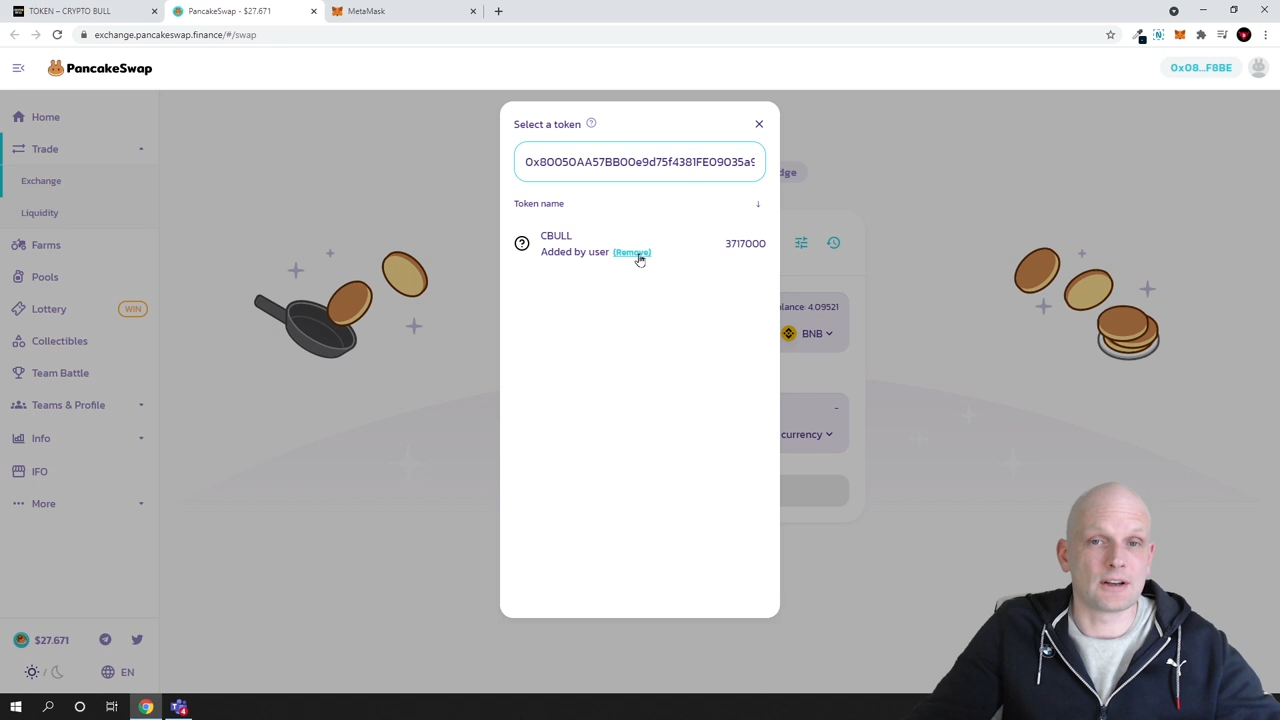 TOKEN – CRYPTO BULL
PancakeSwap - $27.671
MetaMask
exchange.pancakeswap.finance/#/swap
PancakeSwap
0x08...F8BE
Home
Trade
Exchange
Liquidity
Farms
Pools
Lottery
WIN
Collectibles
Team Battle
Teams & Profile
Info
IFO
More
$27.671
EN
Select a token
0x80050AA57BB00e9d75f4381FE09035a9
Token name
CBULL
Added by user (Remove)
3717000
dge
lance: 4.09521
BNB
-
currency
4